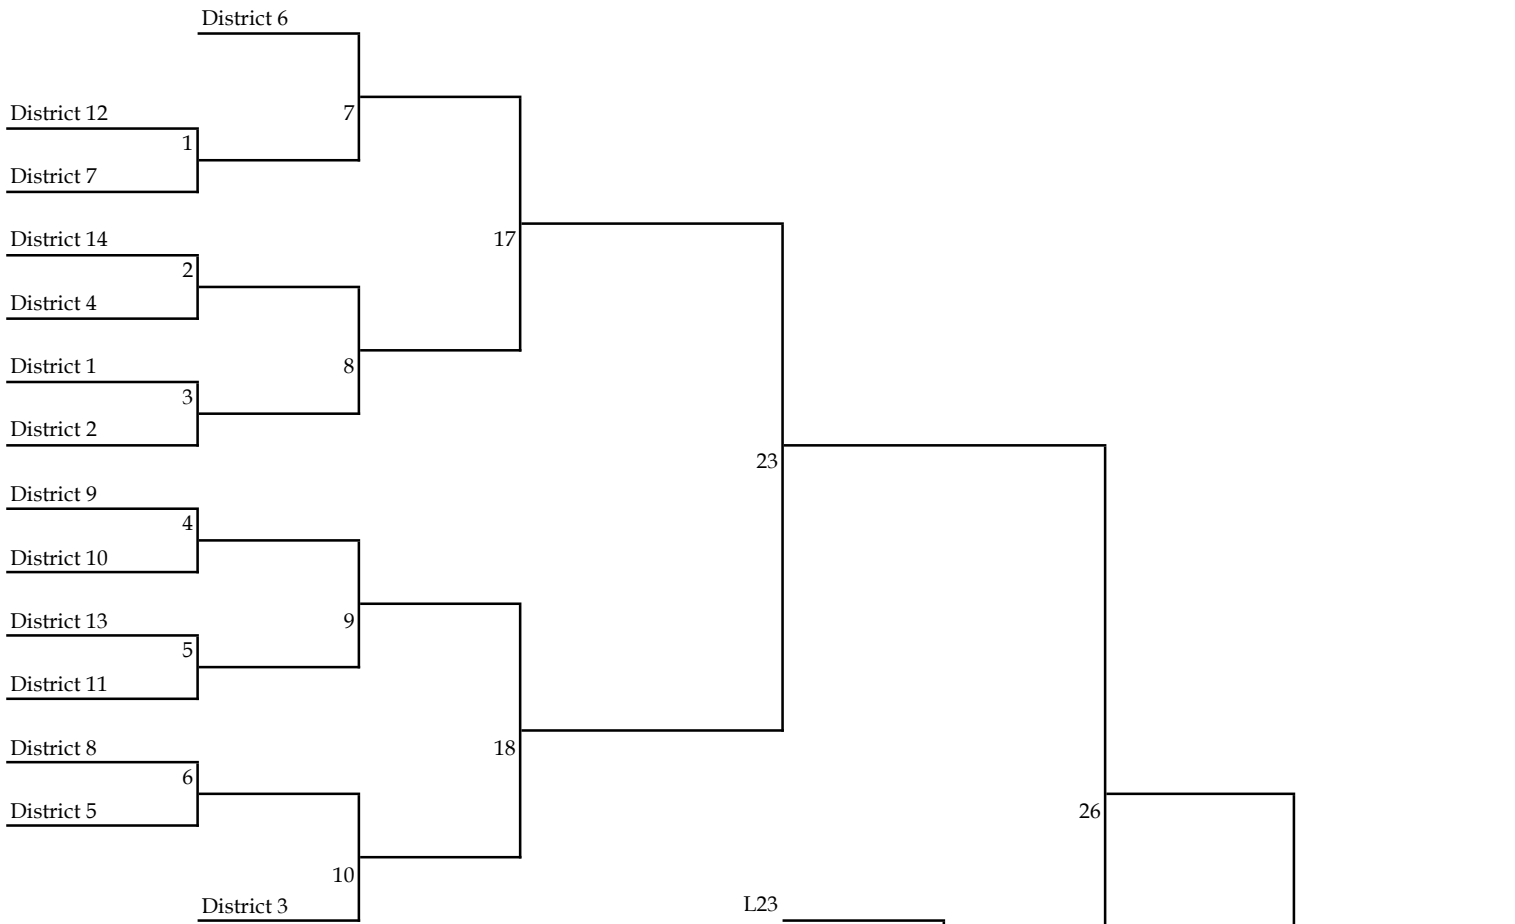 District 6
District 12
7
1
District 7
District 14
17
2
District 4
District 1
8
3
District 2
23
District 9
4
District 10
District 13
9
5
District 11
District 8
18
6
District 5
26
10
District 3
L23